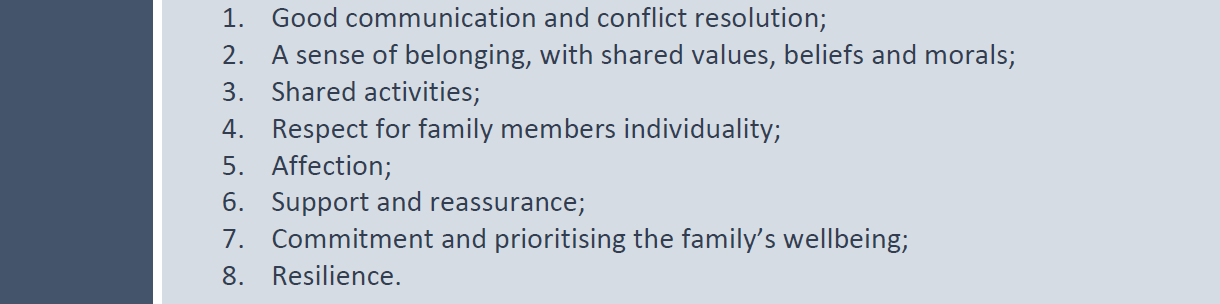 1. Good communication and conflict resolution;
2. A sense of belonging, with shared values, beliefs and morals;
3. Shared activities;
4. Respect for family members individuality;
5. Affection;
6. Support and reassurance;
7. Commitment and prioritising the family’s wellbeing;
8. Resilience.